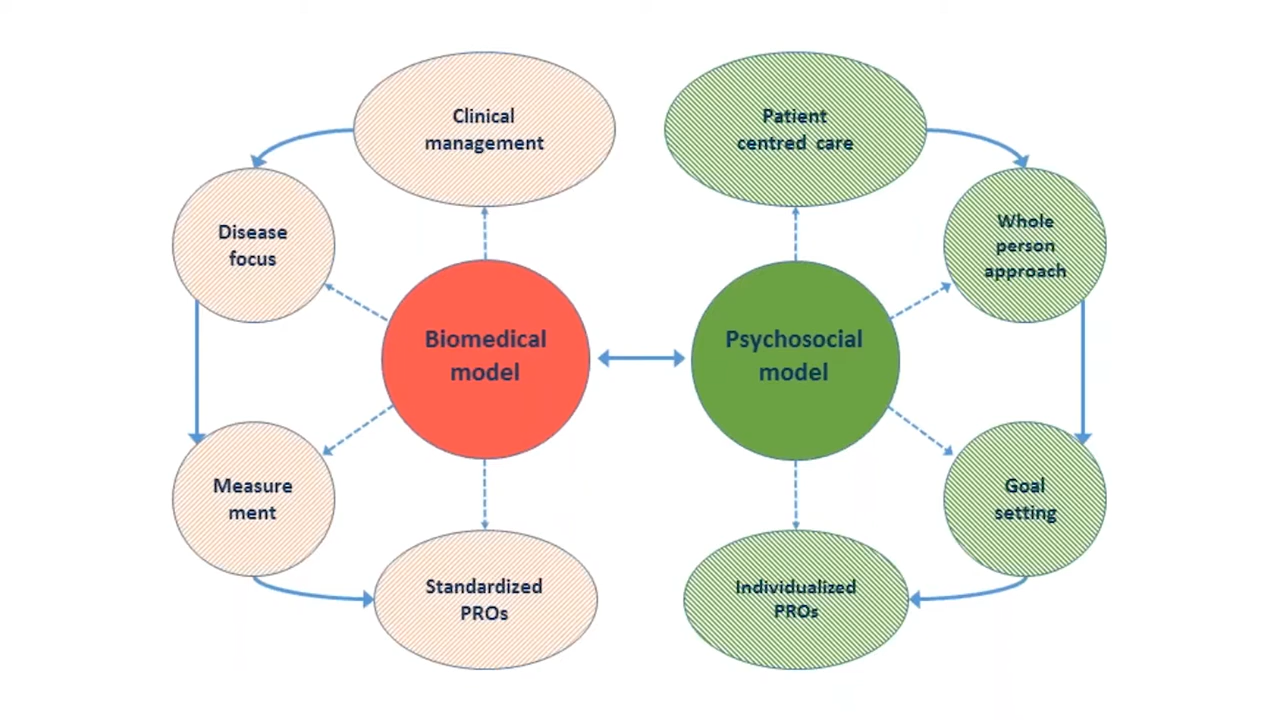 Clinical
management
Patient
centred care
Disease
focus
Whole
person
approach
Biomedical
model
Psychosocial
model
Measure
ment
Goal
setting
Standardized
PROs
Individualized
PROs